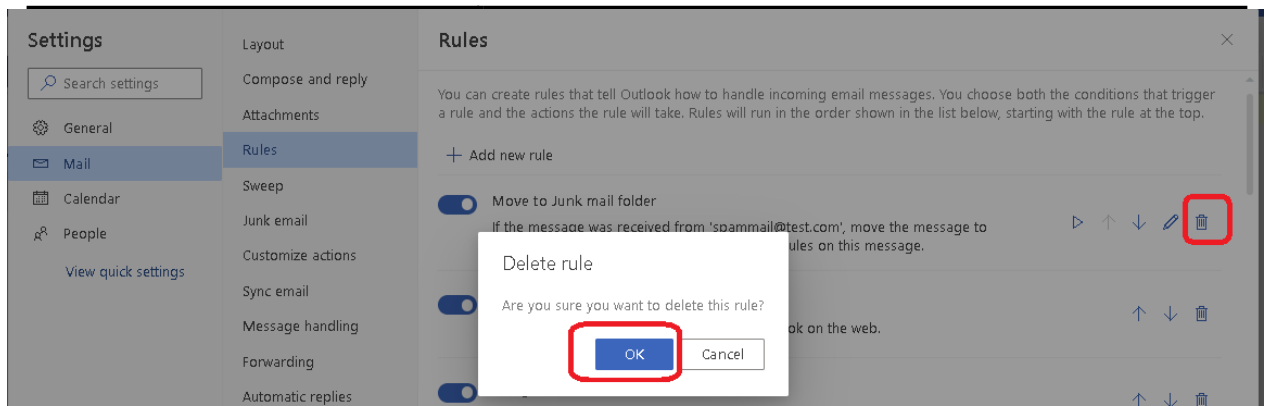 Settings
Search settings
General
Mail
Calendar
People
View quick settings
Layout
Compose and reply
Attachments
Rules
Sweep
Junk email
Customize actions
Sync email
Message handling
Forwarding
Automatic replies
Rules
You can create rules that tell Outlook how to handle incoming email messages. You choose both the conditions that trigger
a rule and the actions the rule will take. Rules will run in the order shown in the list below, starting with the rule at the top.
Add new rule
Move to Junk mail folder
If the message was received from 'spammail@test.com', move the message to
on this message.
on the web.
Delete rule
Are you sure you want to delete this rule?
OK
Cancel